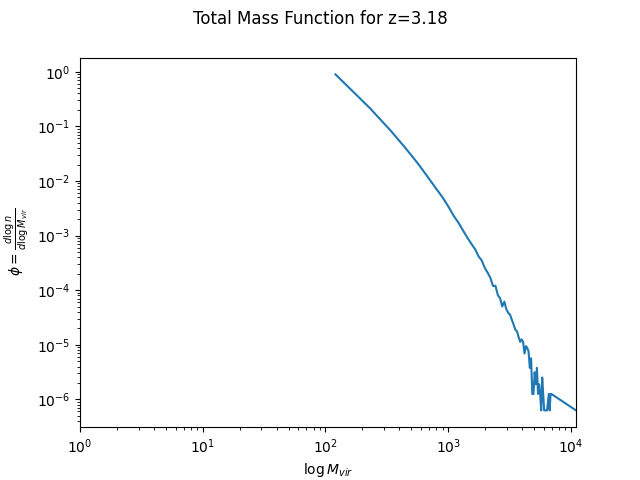 Total Mass Function for z=3.18
10⁰
10⁻¹
10⁻²
10⁻³
10⁻⁴
10⁻⁵
10⁻⁶
ϕ = d log n / d log M_vir
10⁰ 10¹ 10² 10³ 10⁴
log M_vir